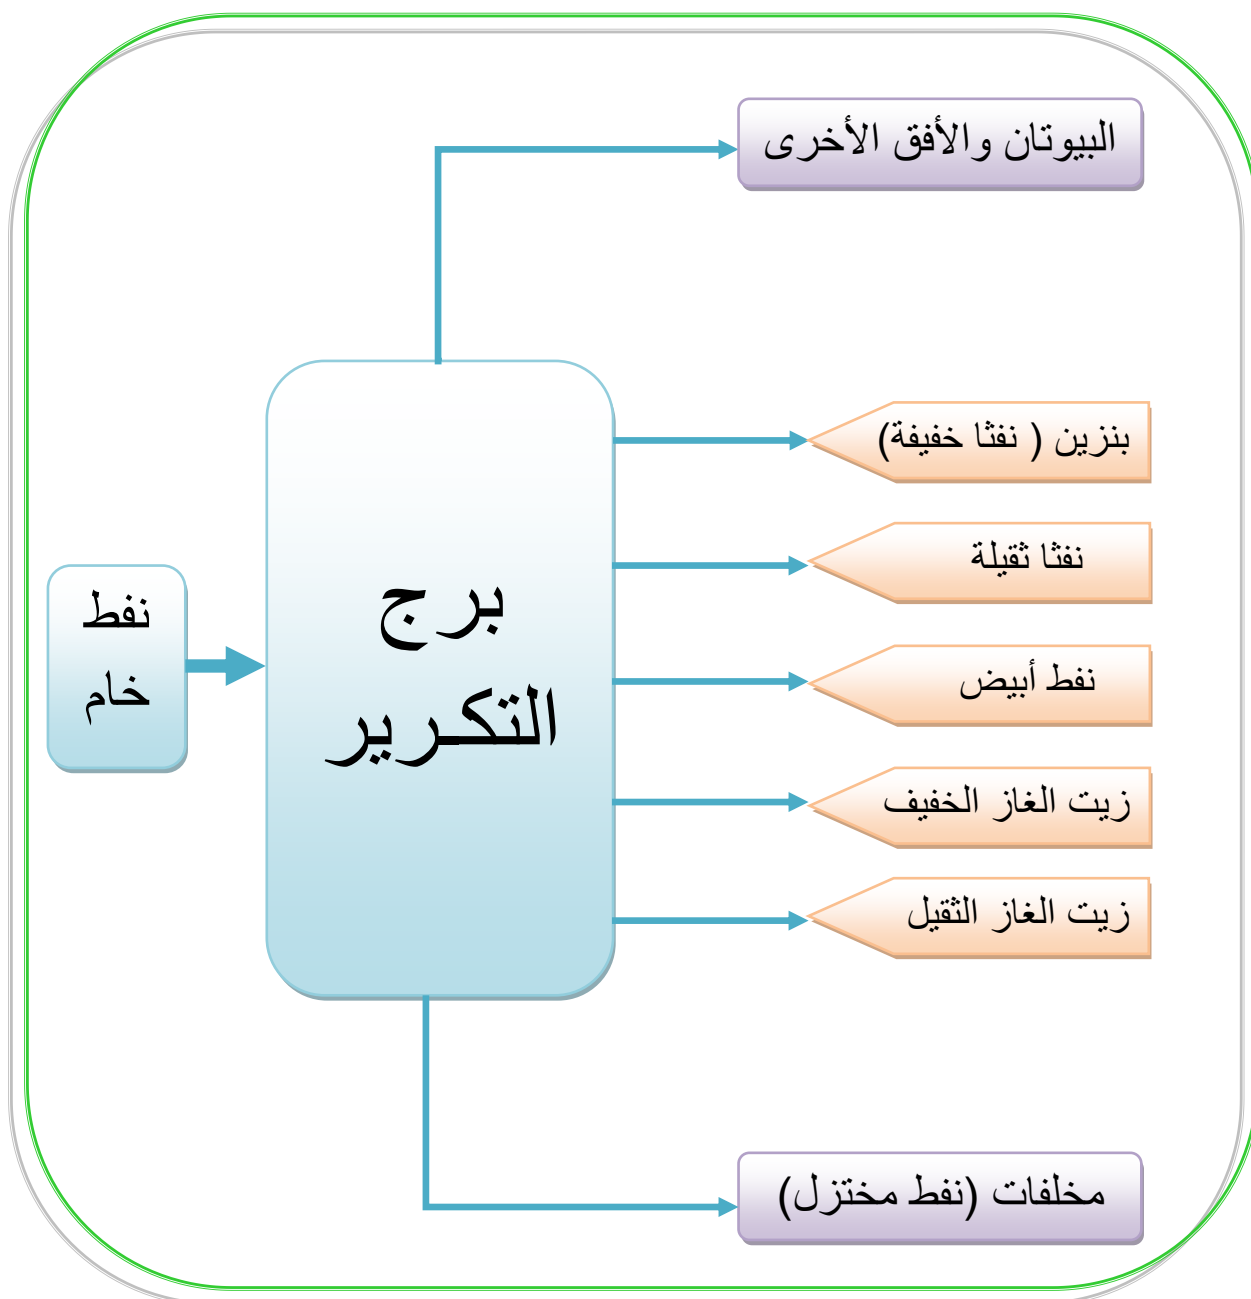 البيوتان والأفق الأخرى
بنزين ( نفثا خفيفة)
نفثا ثقيلة
نفط أبيض
زيت الغاز الخفيف
زيت الغاز الثقيل
برج
التكـرير
نفط
خام
مخلفات (نفط مختزل)